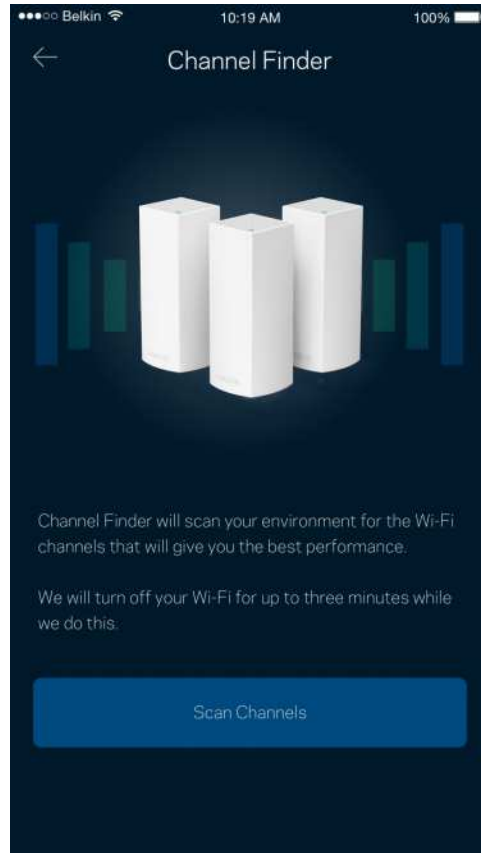 Belkin 10:19 AM 100%
Channel Finder
Channel Finder will scan your environment for the Wi-Fi
channels that will give you the best performance.
We will turn off your Wi-Fi for up to three minutes while
we do this.
Scan Channels